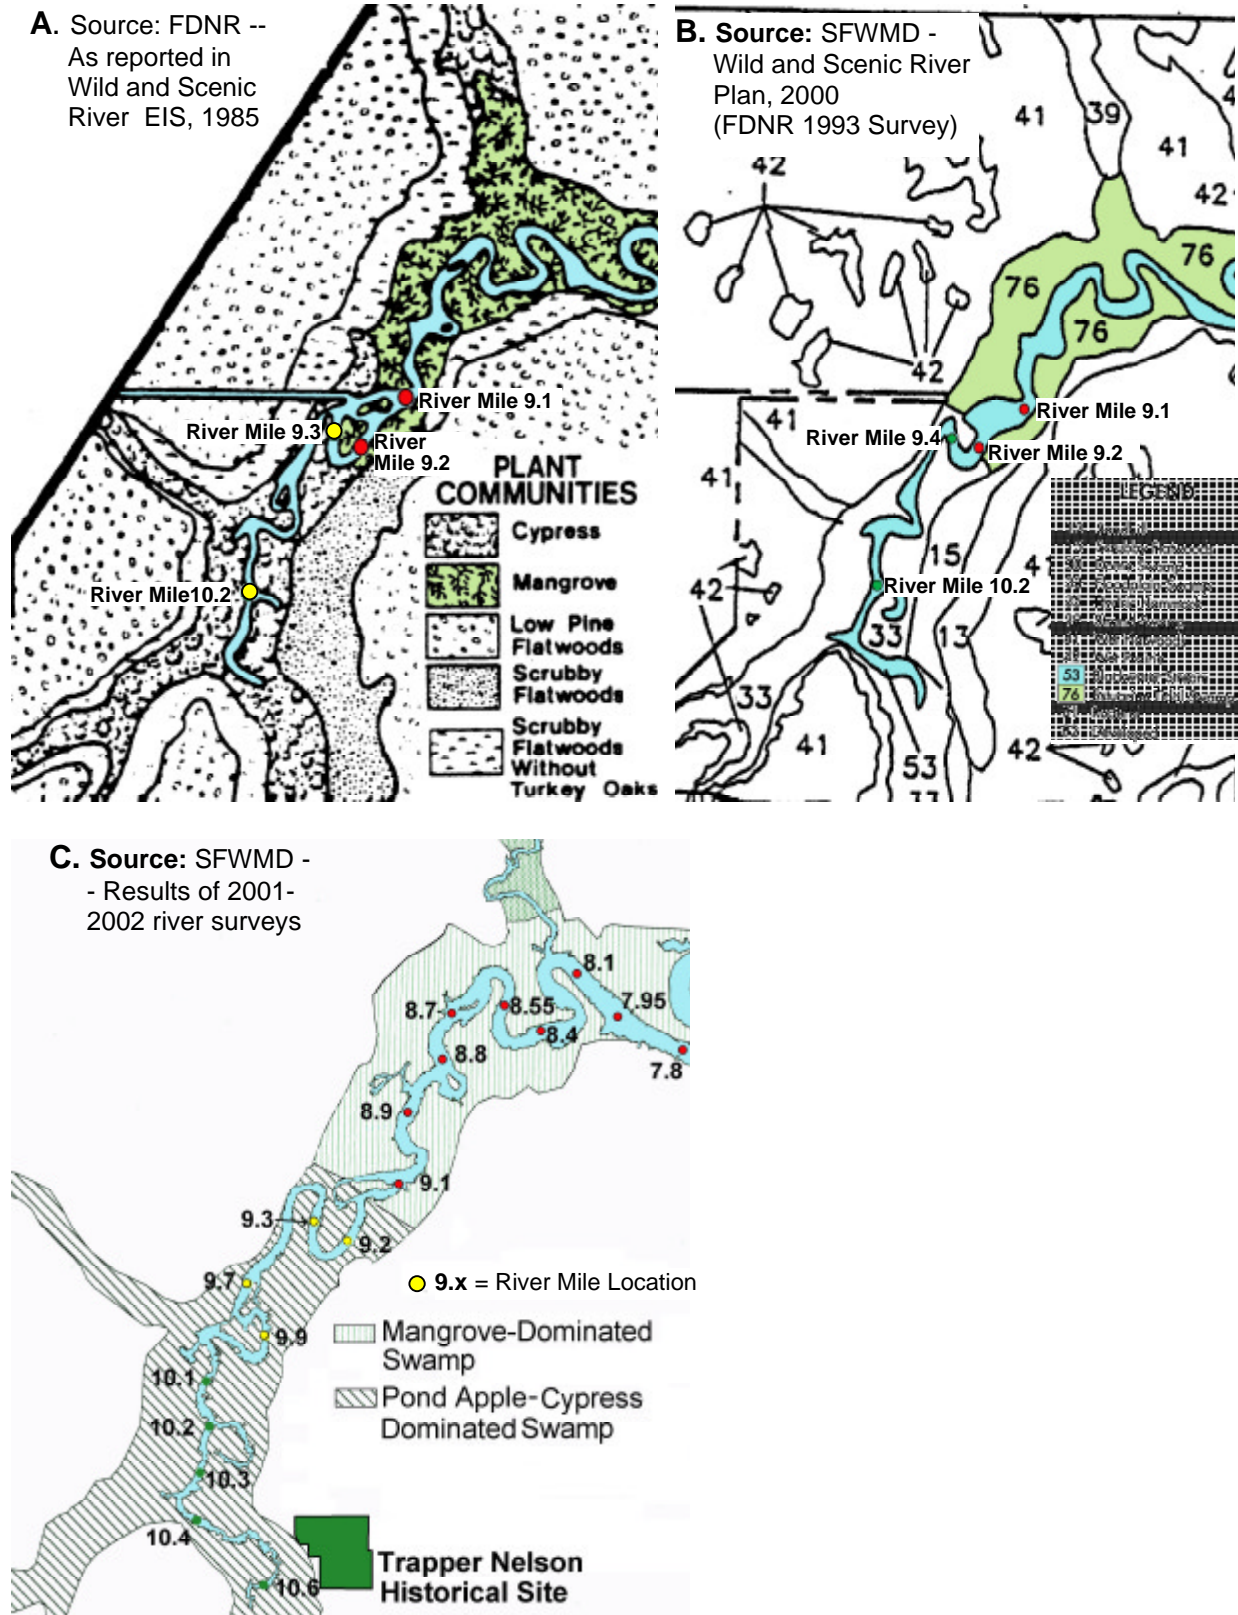 A. Source: FDNR --
As reported in
Wild and Scenic
River EIS, 1985
River Mile 9.1
River Mile 9.3
River
Mile 9.2
River Mile10.2
PLANT
COMMUNITIES
Cypress
Mangrove
Low Pine
Flatwoods
Scrubby
Flatwoods
Scrubby
Flatwoods
Without
Turkey Oaks
B. Source: SFWMD -
Wild and Scenic River
Plan, 2000
(FDNR 1993 Survey)
41
39
41
42
42
4
76
76
76
42
41
River Mile 9.1
River Mile 9.4
River Mile 9.2
41
LEGEND
15
41
42
River Mile 10.2
33
13
53
76
33
41
42
53
33
C. Source: SFWMD -
- Results of 2001-
2002 river surveys
8.1
8.7
8.55
7.95
8.4
8.8
7.8
8.9
9.1
9.3
9.2
9.7
9.x = River Mile Location
9.9
Mangrove-Dominated
Swamp
10.1
Pond Apple-Cypress
Dominated Swamp
10.2
10.3
10.4
Trapper Nelson
Historical Site
10.6